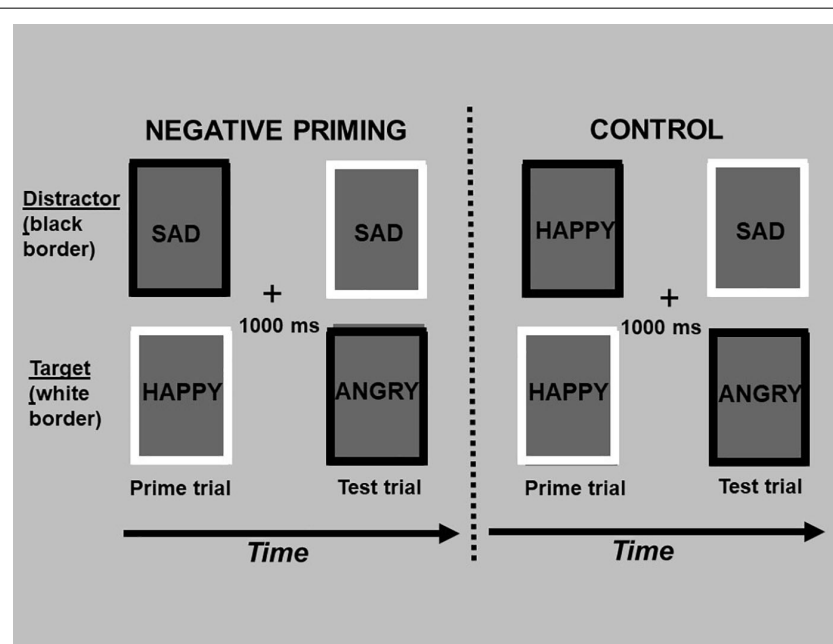 NEGATIVE PRIMING
CONTROL
Distractor
(black
border)
SAD
SAD
HAPPY
SAD
+
1000 ms
+
1000 ms
Target
(white
border)
HAPPY
ANGRY
HAPPY
ANGRY
Prime trial
Test trial
Prime trial
Test trial
Time
Time